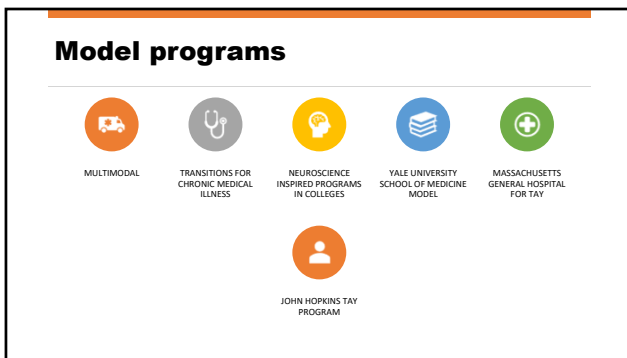 Model programs
MULTIMODAL
TRANSITIONS FOR
CHRONIC MEDICAL
ILLNESS
NEUROSCIENCE
INSPIRED PROGRAMS
IN COLLEGES
YALE UNIVERSITY
SCHOOL OF MEDICINE
MODEL
MASSACHUSETTS
GENERAL HOSPITAL
FOR TAY
JOHN HOPKINS TAY
PROGRAM